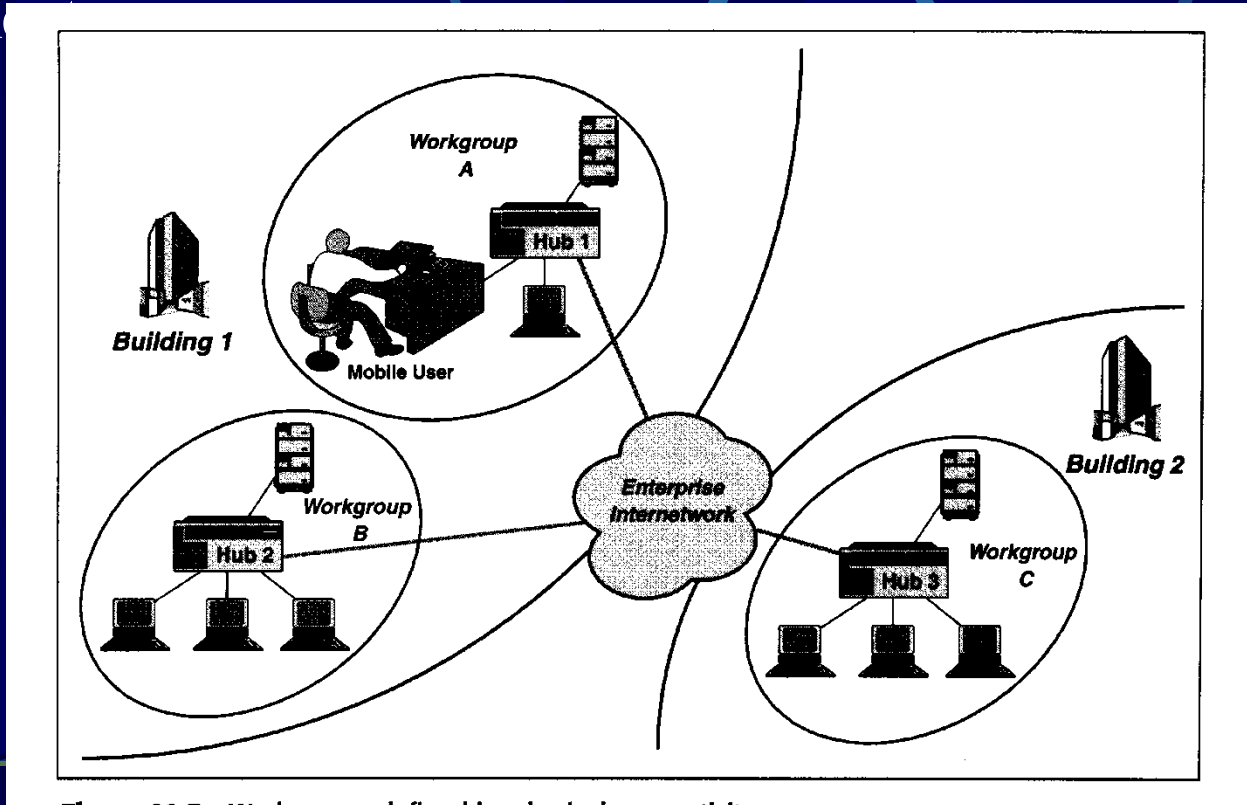 Workgroup
A
Hub 1
Mobile User
Building 1
Workgroup
B
Hub 2
Enterprise
Internetwork
Building 2
Workgroup
C
Hub 3